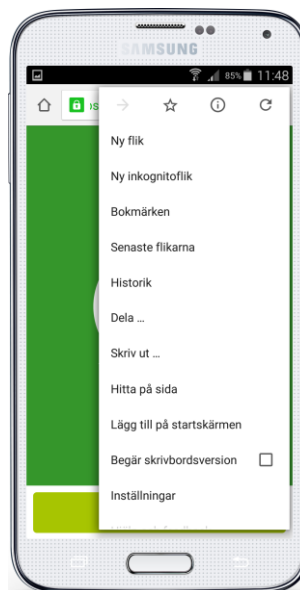 SAMSUNG
85% 11:48
Ny flik
Ny inkognitoflik
Bokmärken
Senaste flikarna
Historik
Dela ...
Skriv ut ...
Hitta på sida
Lägg till på startskärmen
Begär skrivbordsversion
Inställningar